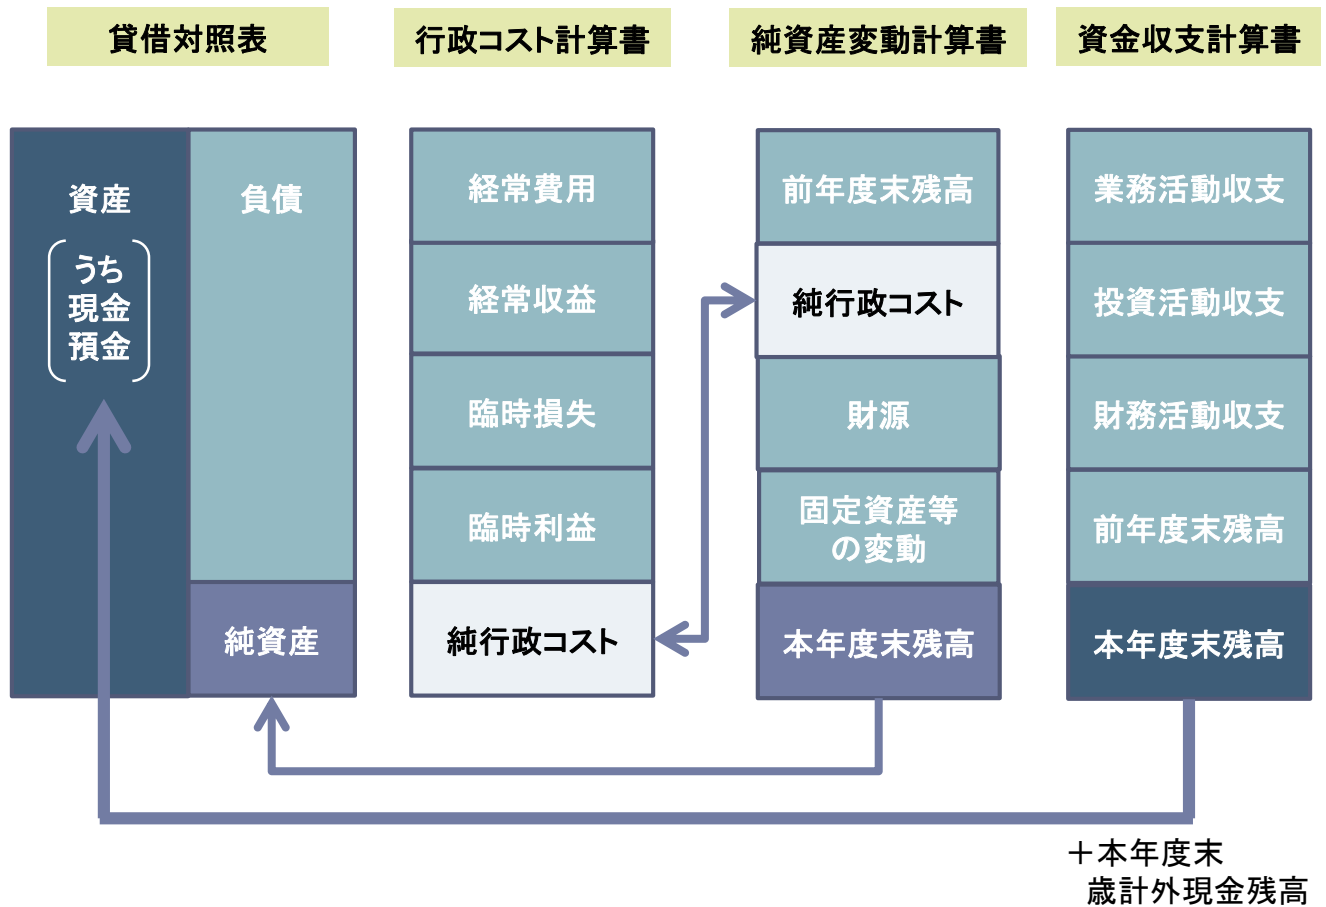 貸借対照表
行政コスト計算書
純資産変動計算書
資金収支計算書
資産
うち
現金
預金
負債
純資産
経常費用
経常収益
臨時損失
臨時利益
純行政コスト
前年度末残高
純行政コスト
財源
固定資産等
の変動
本年度末残高
業務活動収支
投資活動収支
財務活動収支
前年度末残高
本年度末残高
＋本年度末
歳計外現金残高